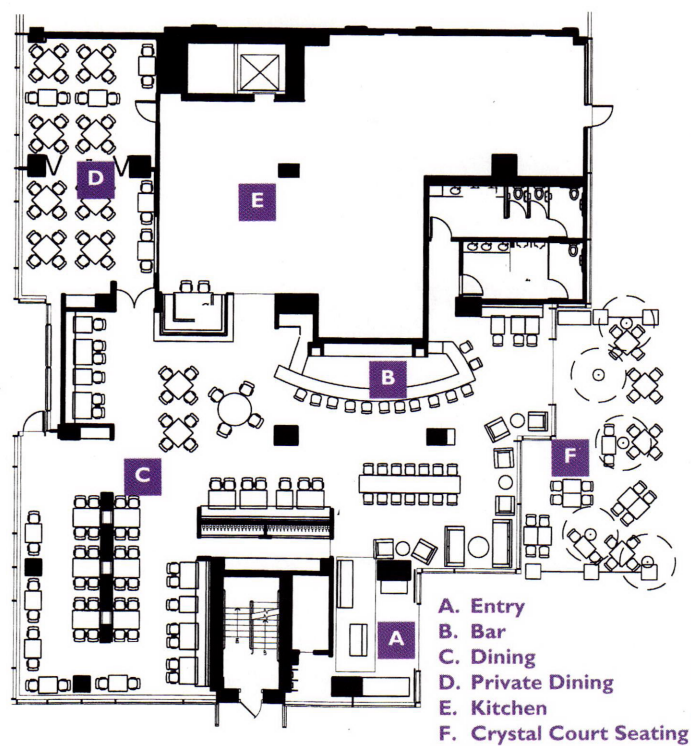 D
E
B
F
C
A
A. Entry
B. Bar
C. Dining
D. Private Dining
E. Kitchen
F. Crystal Court Seating